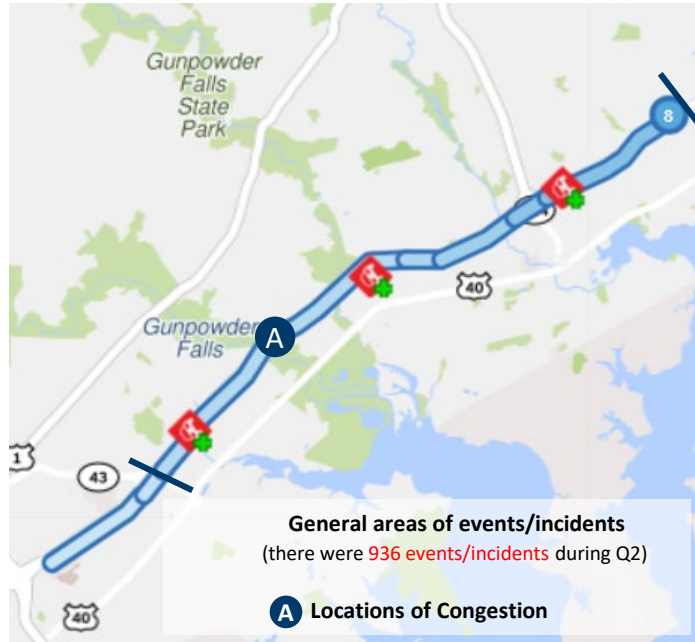 Gunpowder
Falls
State
Park
8
40
A
Gunpowder
Falls
1
43
General areas of events/incidents
(there were 936 events/incidents during Q2)
A Locations of Congestion
40